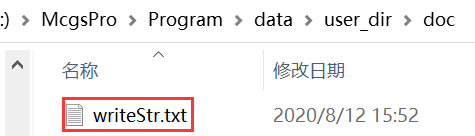 :) > McgsPro > Program > data > user_dir > doc
名称 修改日期
writeStr.txt 2020/8/12 15:52